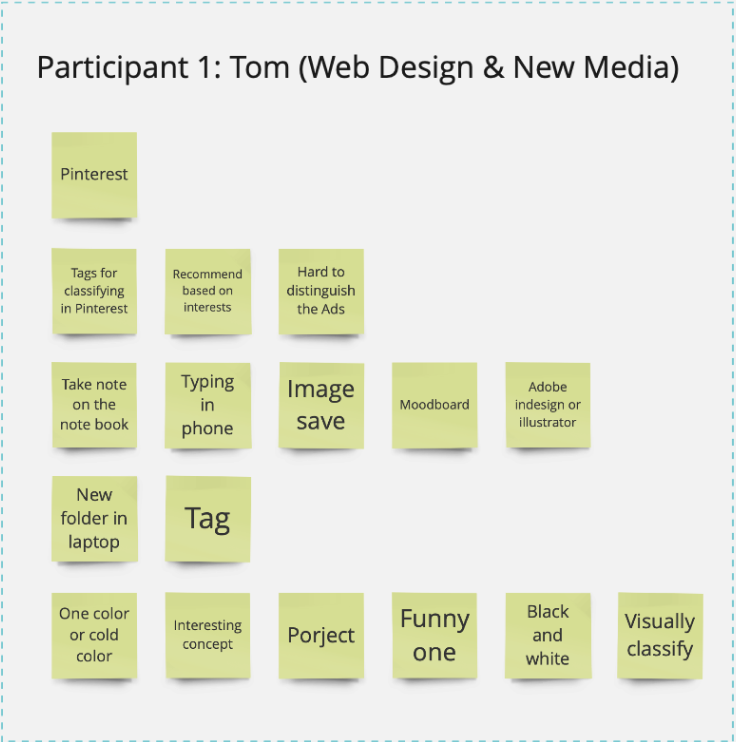 Participant 1: Tom (Web Design & New Media)
Pinterest
Tags for
classifying
in Pinterest
Recommend
based on
interests
Hard to
distinguish
the Ads
Take note
on the
note book
Typing
in
phone
Image
save
Moodboard
Adobe
indesign or
illustrator
New
folder in
laptop
Tag
One color
or cold
color
Interesting
concept
Porject
Funny
one
Black
and
white
Visually
classify